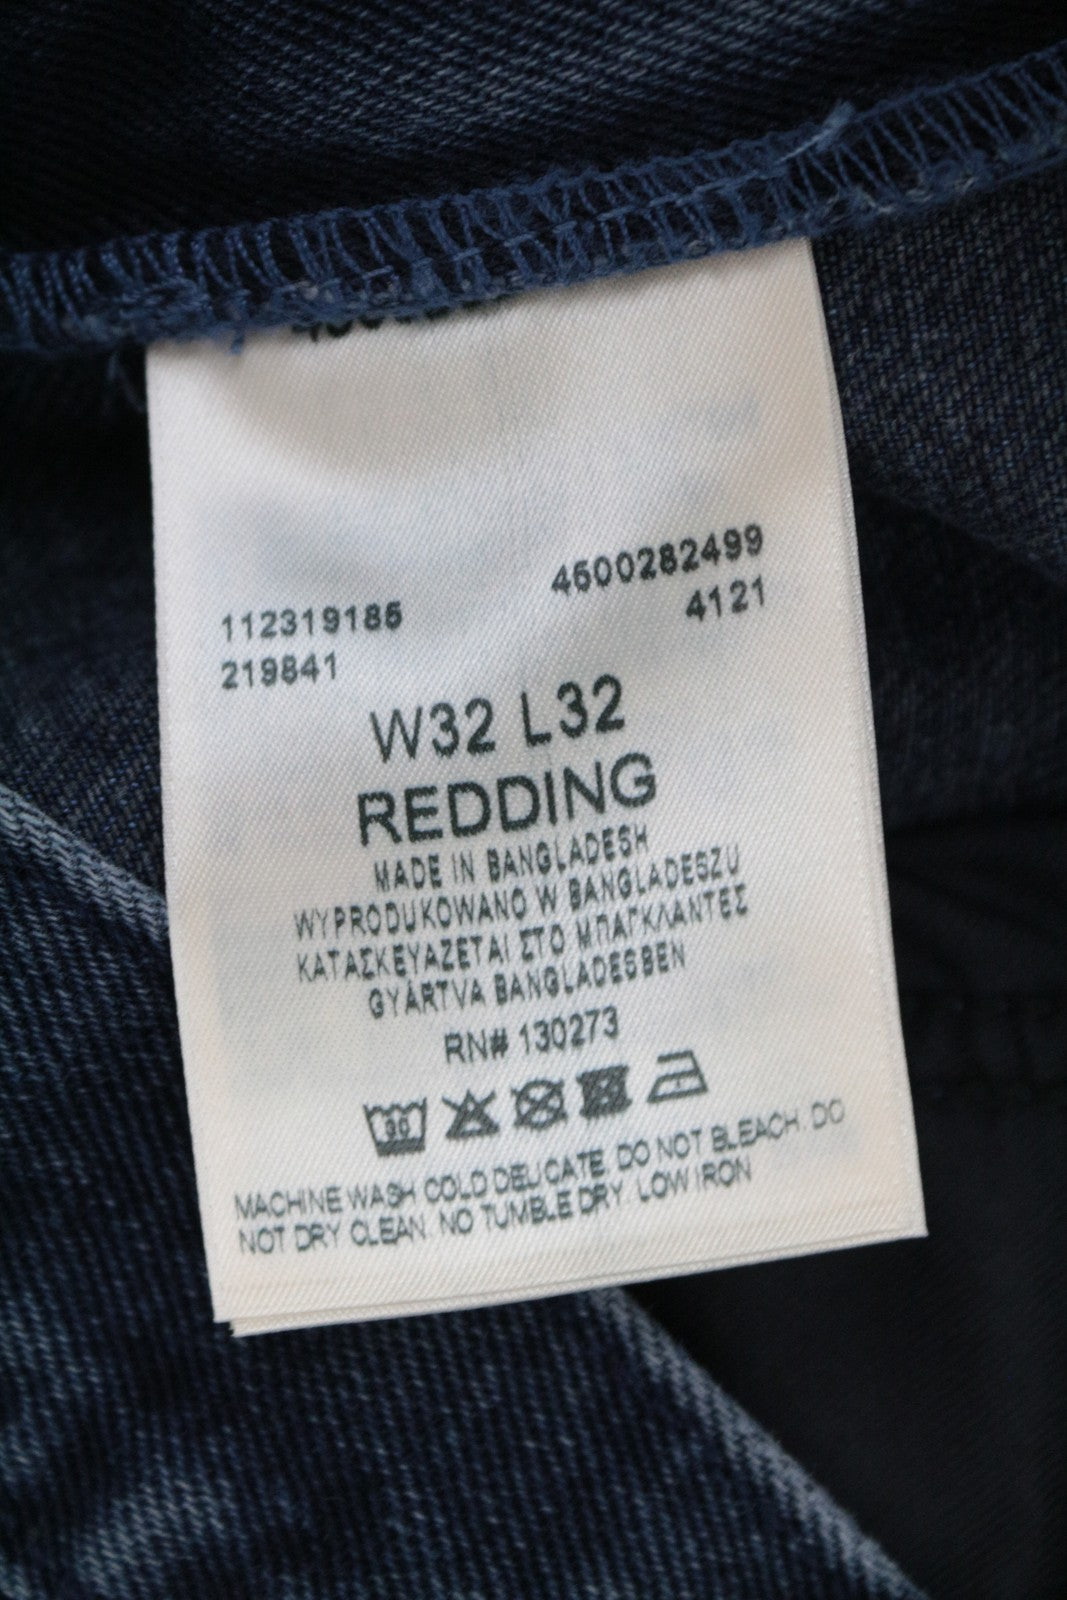 112319185
4500282499
219841
4121
W32 L32
REDDING
MADE IN BANGLADESH
WYPRODUKOWANO W BANGLADESZU
ΚΑΤΑΣΚΕΥΑΖΕΤΑΙ ΣΤΟ ΜΠΑΓΚΛΑΝΤΕΣ
GYÁRTVA BANGLADESBEN
RN# 130273
30
MACHINE WASH COLD DELICATE. DO NOT BLEACH. DO
NOT DRY CLEAN. NO TUMBLE DRY. LOW IRON